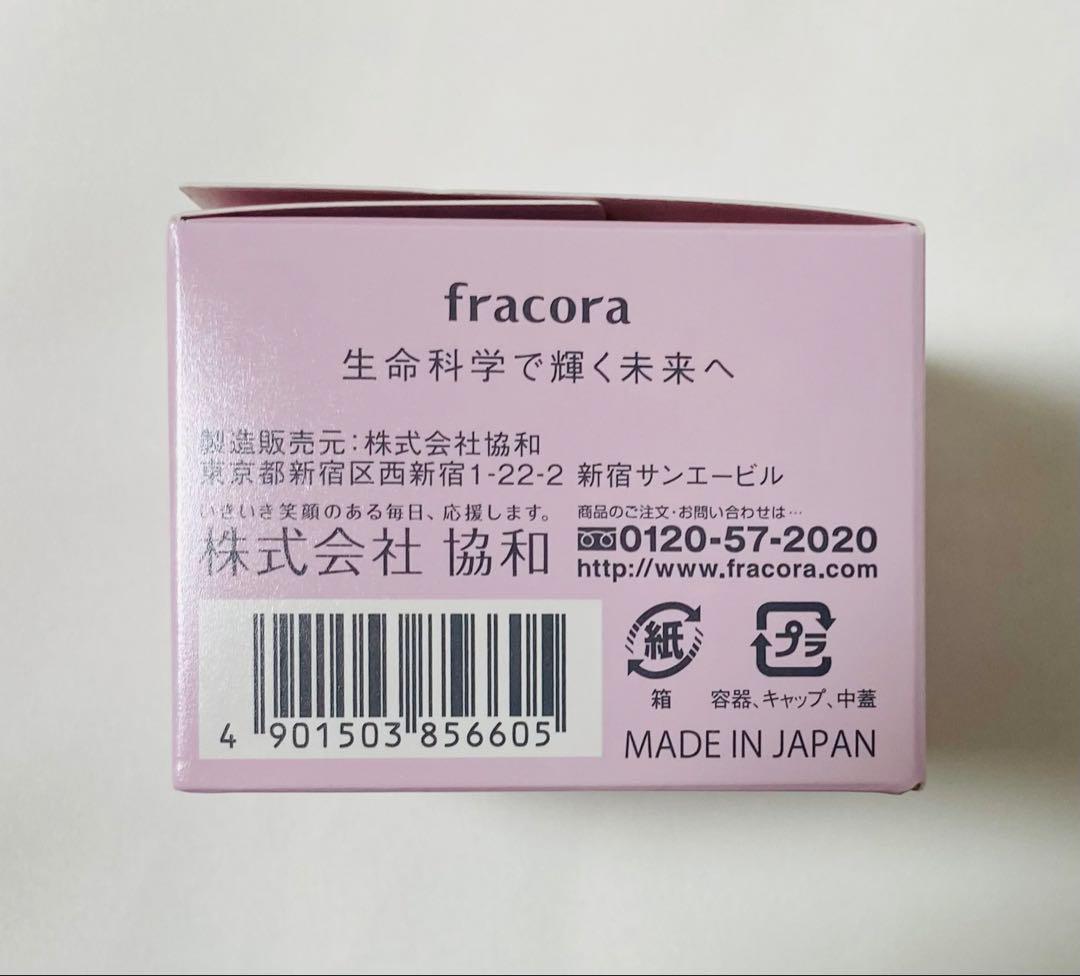 fracora
生命科学で輝く未来へ
製造販売元:株式会社協和
東京都新宿区西新宿1-22-2 新宿サンエービル
いきいき笑顔のある毎日、応援します。
株式会社 協和
商品のご注文・お問い合わせは…
0120-57-2020
http://www.fracora.com
4 901503 856605
紙
箱
プラ
容器、キャップ、中蓋
MADE IN JAPAN